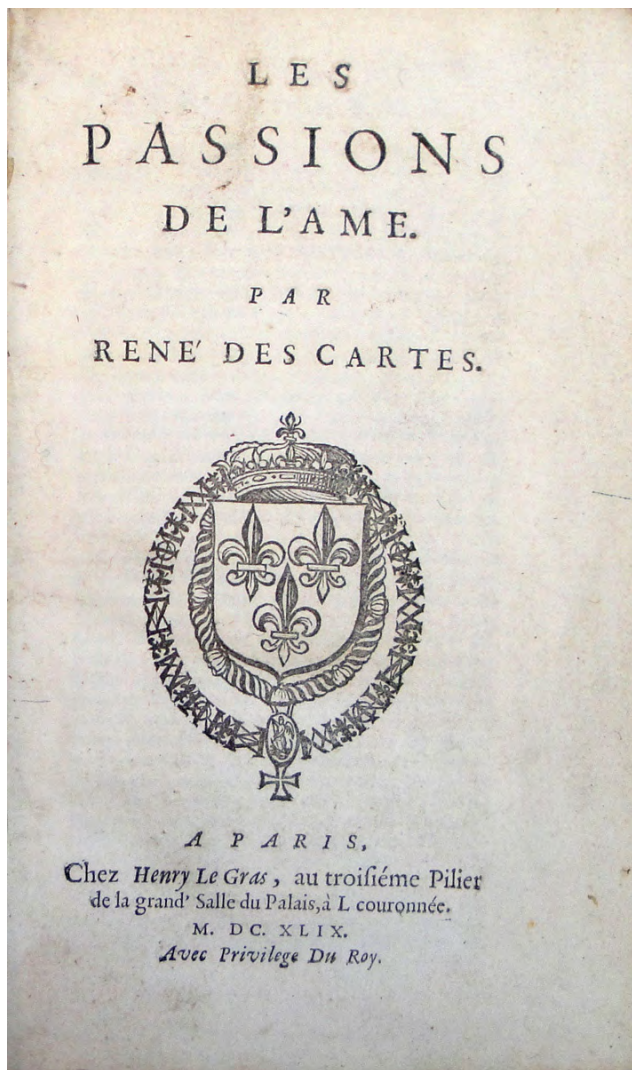 LES
PASSIONS
DE L'AME.
PAR
RENE' DES CARTES.
A PARIS,
Chez Henry Le Gras, au troiſiéme Pilier
de la grand' Salle du Palais, à L couronnée.
M. DC. XLIX.
Avec Privilege Du Roy.